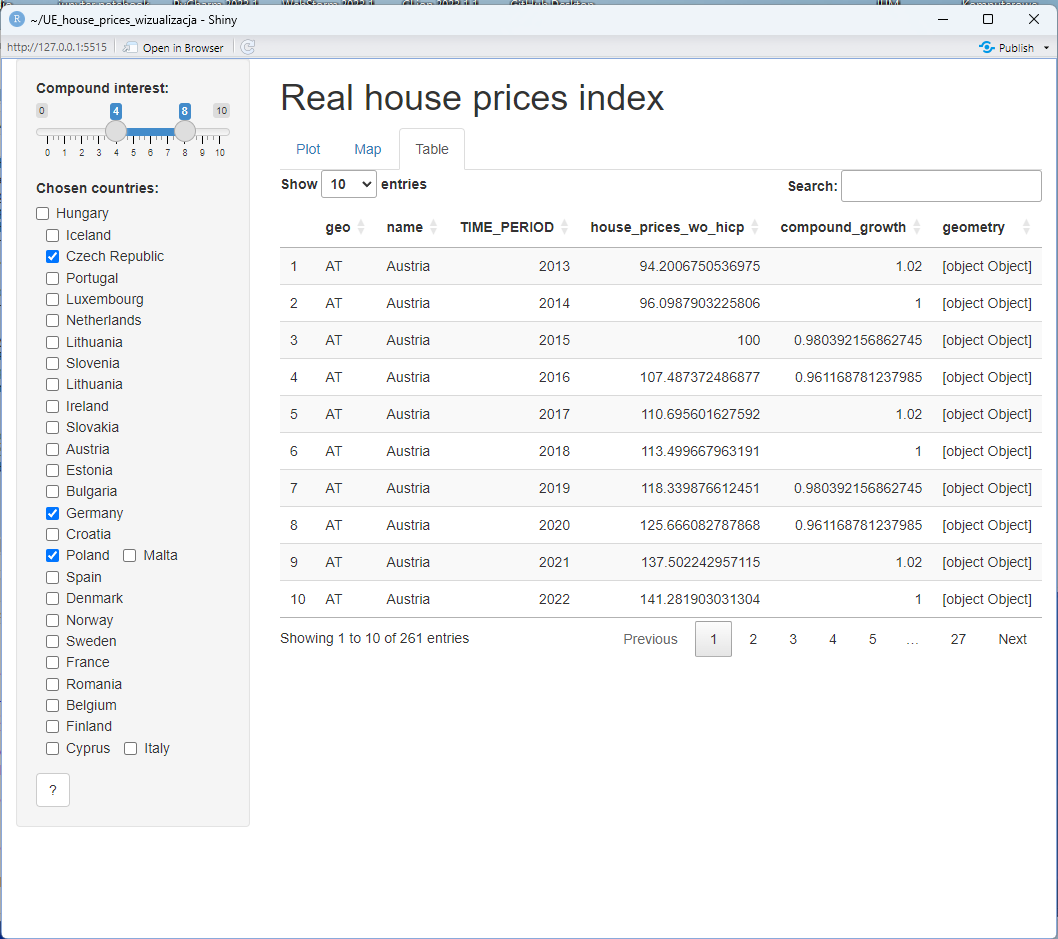 ~/UE_house_prices_wizualizacja - Shiny
http://127.0.0.1:5515 Open in Browser Publish
Compound interest:
0 4 8 10
0 1 2 3 4 5 6 7 8 9 10
Chosen countries:
Hungary
Iceland
Czech Republic
Portugal
Luxembourg
Netherlands
Lithuania
Slovenia
Lithuania
Ireland
Slovakia
Austria
Estonia
Bulgaria
Germany
Croatia
Poland Malta
Spain
Denmark
Norway
Sweden
France
Romania
Belgium
Finland
Cyprus Italy
?
Real house prices index
Plot Map Table
Show 10 entries Search:
geo name TIME_PERIOD house_prices_wo_hicp compound_growth geometry
1 AT Austria 2013 94.2006750536975 1.02 [object Object]
2 AT Austria 2014 96.0987903225806 1 [object Object]
3 AT Austria 2015 100 0.980392156862745 [object Object]
4 AT Austria 2016 107.487372486877 0.961168781237985 [object Object]
5 AT Austria 2017 110.695601627592 1.02 [object Object]
6 AT Austria 2018 113.499667963191 1 [object Object]
7 AT Austria 2019 118.339876612451 0.980392156862745 [object Object]
8 AT Austria 2020 125.666082787868 0.961168781237985 [object Object]
9 AT Austria 2021 137.502242957115 1.02 [object Object]
10 AT Austria 2022 141.281903031304 1 [object Object]
Showing 1 to 10 of 261 entries Previous 1 2 3 4 5 … 27 Next